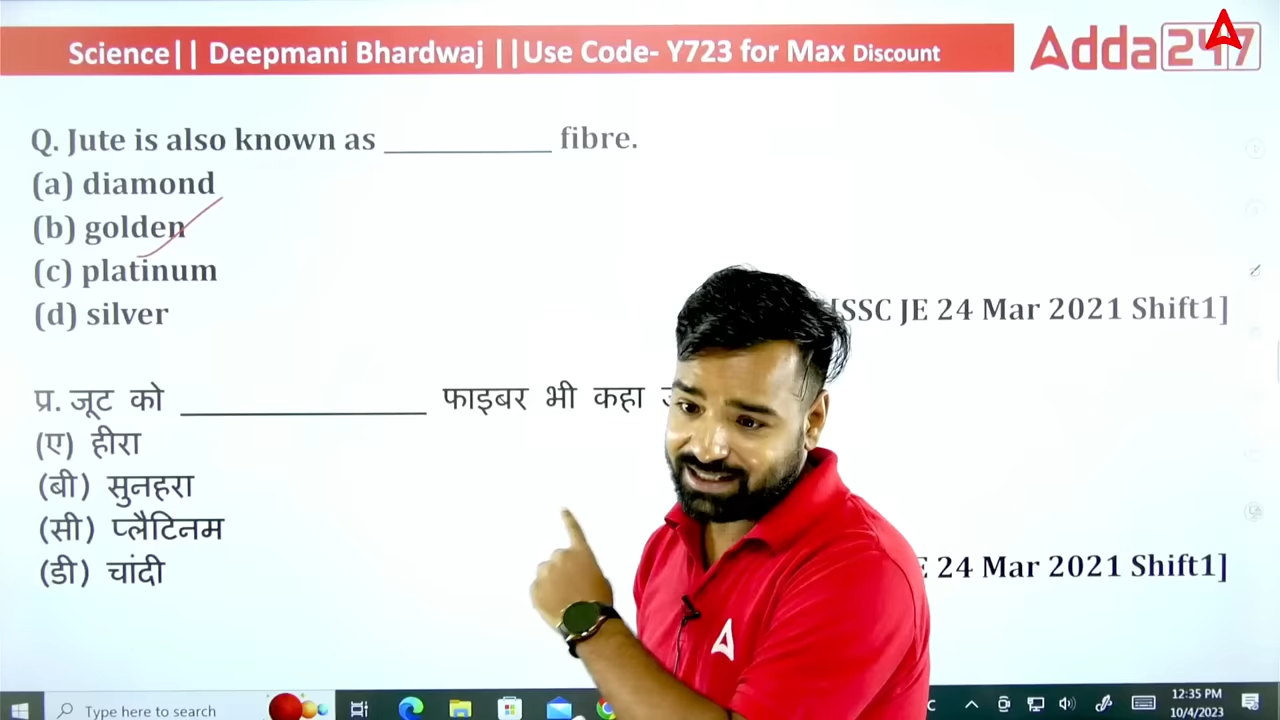 Science|| Deepmani Bhardwaj ||Use Code- Y723 for Max Discount
Adda247
Q. Jute is also known as __________ fibre.
(a) diamond
(b) golden
(c) platinum
(d) silver
[SSC JE 24 Mar 2021 Shift1]
प्र. जूट को ______________ फाइबर भी कहा
(ए) हीरा
(बी) सुनहरा
(सी) प्लैटिनम
(डी) चांदी
24 Mar 2021 Shift1]
Type here to search
12:35 PM
10/4/2023